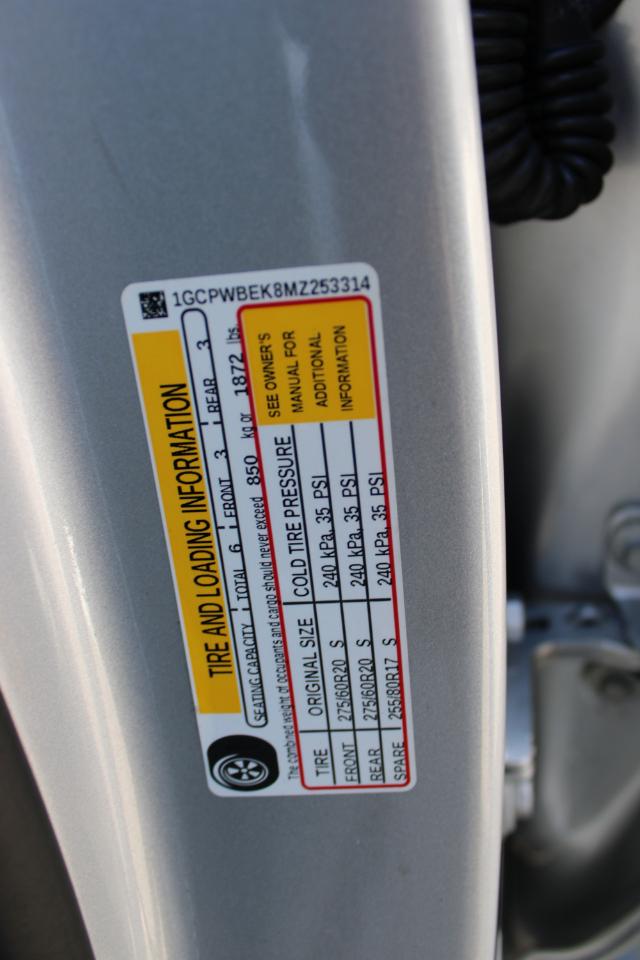 1GCPWBEK8MZ253314
TIRE AND LOADING INFORMATION
SEATING CAPACITY TOTAL 6 FRONT 3 REAR 3
The combined weight of occupants and cargo should never exceed 850 kg or 1872 lbs.
TIRE ORIGINAL SIZE COLD TIRE PRESSURE
FRONT 275/60R20 S 240 kPa, 35 PSI
REAR 275/60R20 S 240 kPa, 35 PSI
SPARE 255/80R17 S 240 kPa, 35 PSI
SEE OWNER'S
MANUAL FOR
ADDITIONAL
INFORMATION